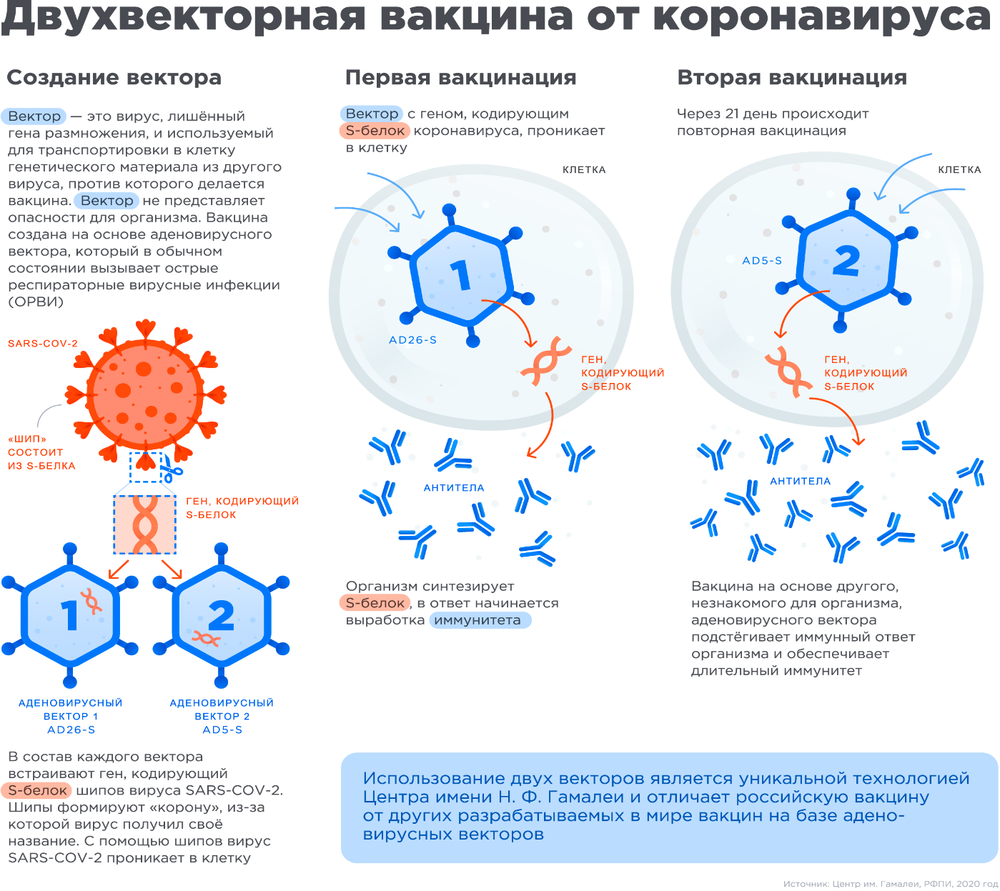 Двухвекторная вакцина от коронавируса
Создание вектора
Вектор — это вирус, лишённый
гена размножения, и используемый
для транспортировки в клетку
генетического материала из другого
вируса, против которого делается
вакцина. Вектор не представляет
опасности для организма. Вакцина
создана на основе аденовирусного
вектора, который в обычном
состоянии вызывает острые
респираторные вирусные инфекции
(ОРВИ)
SARS-COV-2
«ШИП»
СОСТОИТ
ИЗ S-БЕЛКА
ГЕН, КОДИРУЮЩИЙ
S-БЕЛОК
1
2
АДЕНОВИРУСНЫЙ
ВЕКТОР 1
AD26-S
АДЕНОВИРУСНЫЙ
ВЕКТОР 2
AD5-S
В состав каждого вектора
встраивают ген, кодирующий
S-белок шипов вируса SARS-COV-2.
Шипы формируют «корону», из-за
которой вирус получил своё
название. С помощью шипов вирус
SARS-COV-2 проникает в клетку
Первая вакцинация
Вектор с геном, кодирующим
S-белок коронавируса, проникает
в клетку
КЛЕТКА
1
AD26-S
ГЕН,
КОДИРУЮЩИЙ
S-БЕЛОК
АНТИТЕЛА
Организм синтезирует
S-белок, в ответ начинается
выработка иммунитета
Вторая вакцинация
Через 21 день происходит
повторная вакцинация
КЛЕТКА
2
AD5-S
ГЕН,
КОДИРУЮЩИЙ
S-БЕЛОК
АНТИТЕЛА
Вакцина на основе другого,
незнакомого для организма,
аденовирусного вектора
подстёгивает иммунный ответ
организма и обеспечивает
длительный иммунитет
Использование двух векторов является уникальной технологией
Центра имени Н. Ф. Гамалеи и отличает российскую вакцину
от других разрабатываемых в мире вакцин на базе адено-
вирусных векторов
Источник: Центр им. Гамалеи, РФПИ, 2020 год